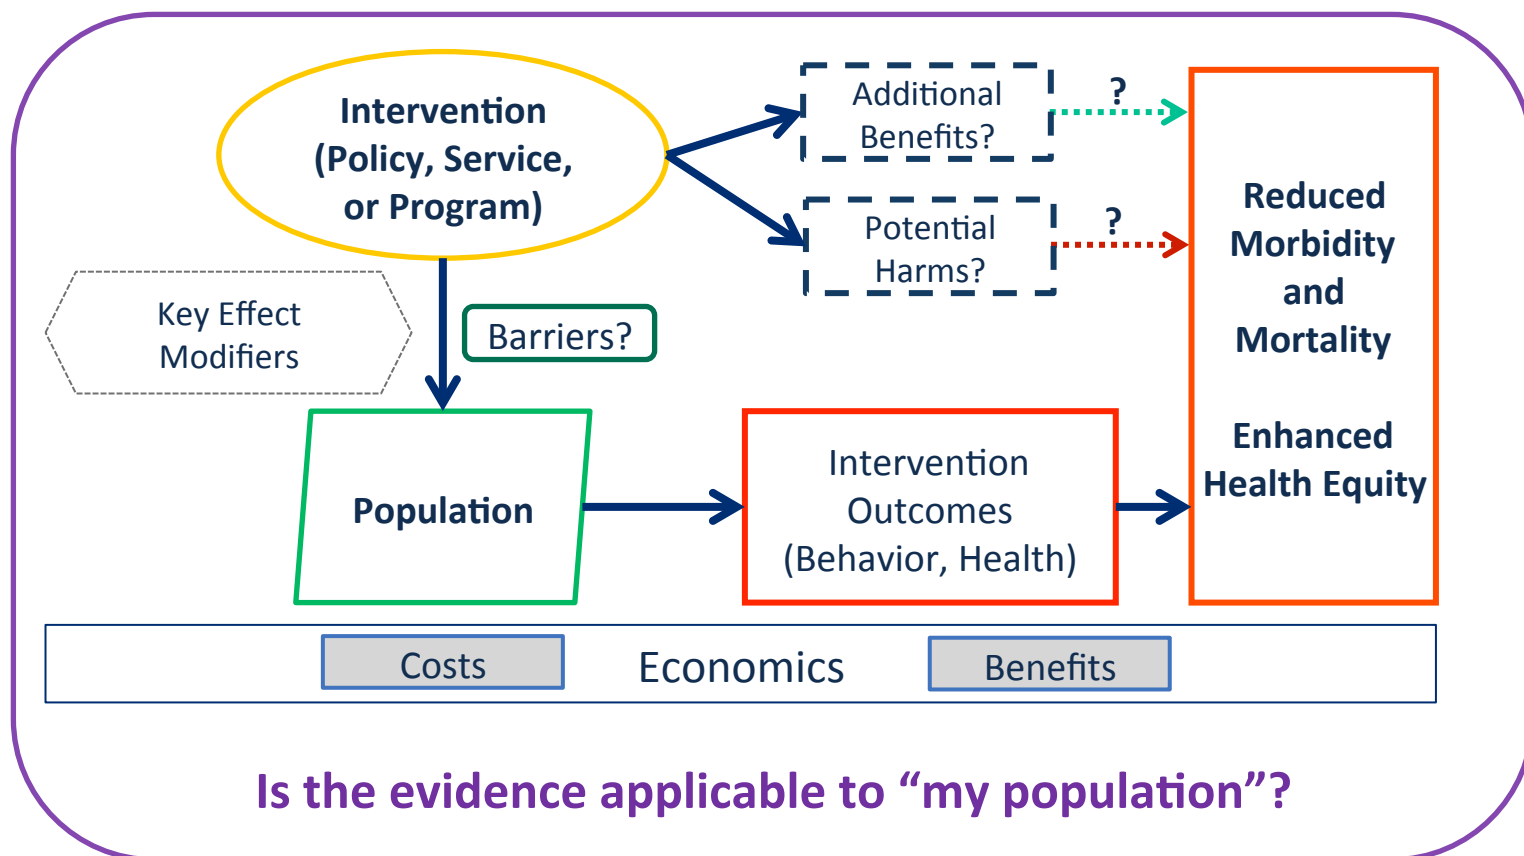 Intervention
(Policy, Service,
or Program)
Additional
Benefits?
?
Potential
Harms?
?
Reduced
Morbidity
and
Mortality
Enhanced
Health Equity
Key Effect
Modifiers
Barriers?
Population
Intervention
Outcomes
(Behavior, Health)
Costs
Economics
Benefits
Is the evidence applicable to “my population”?